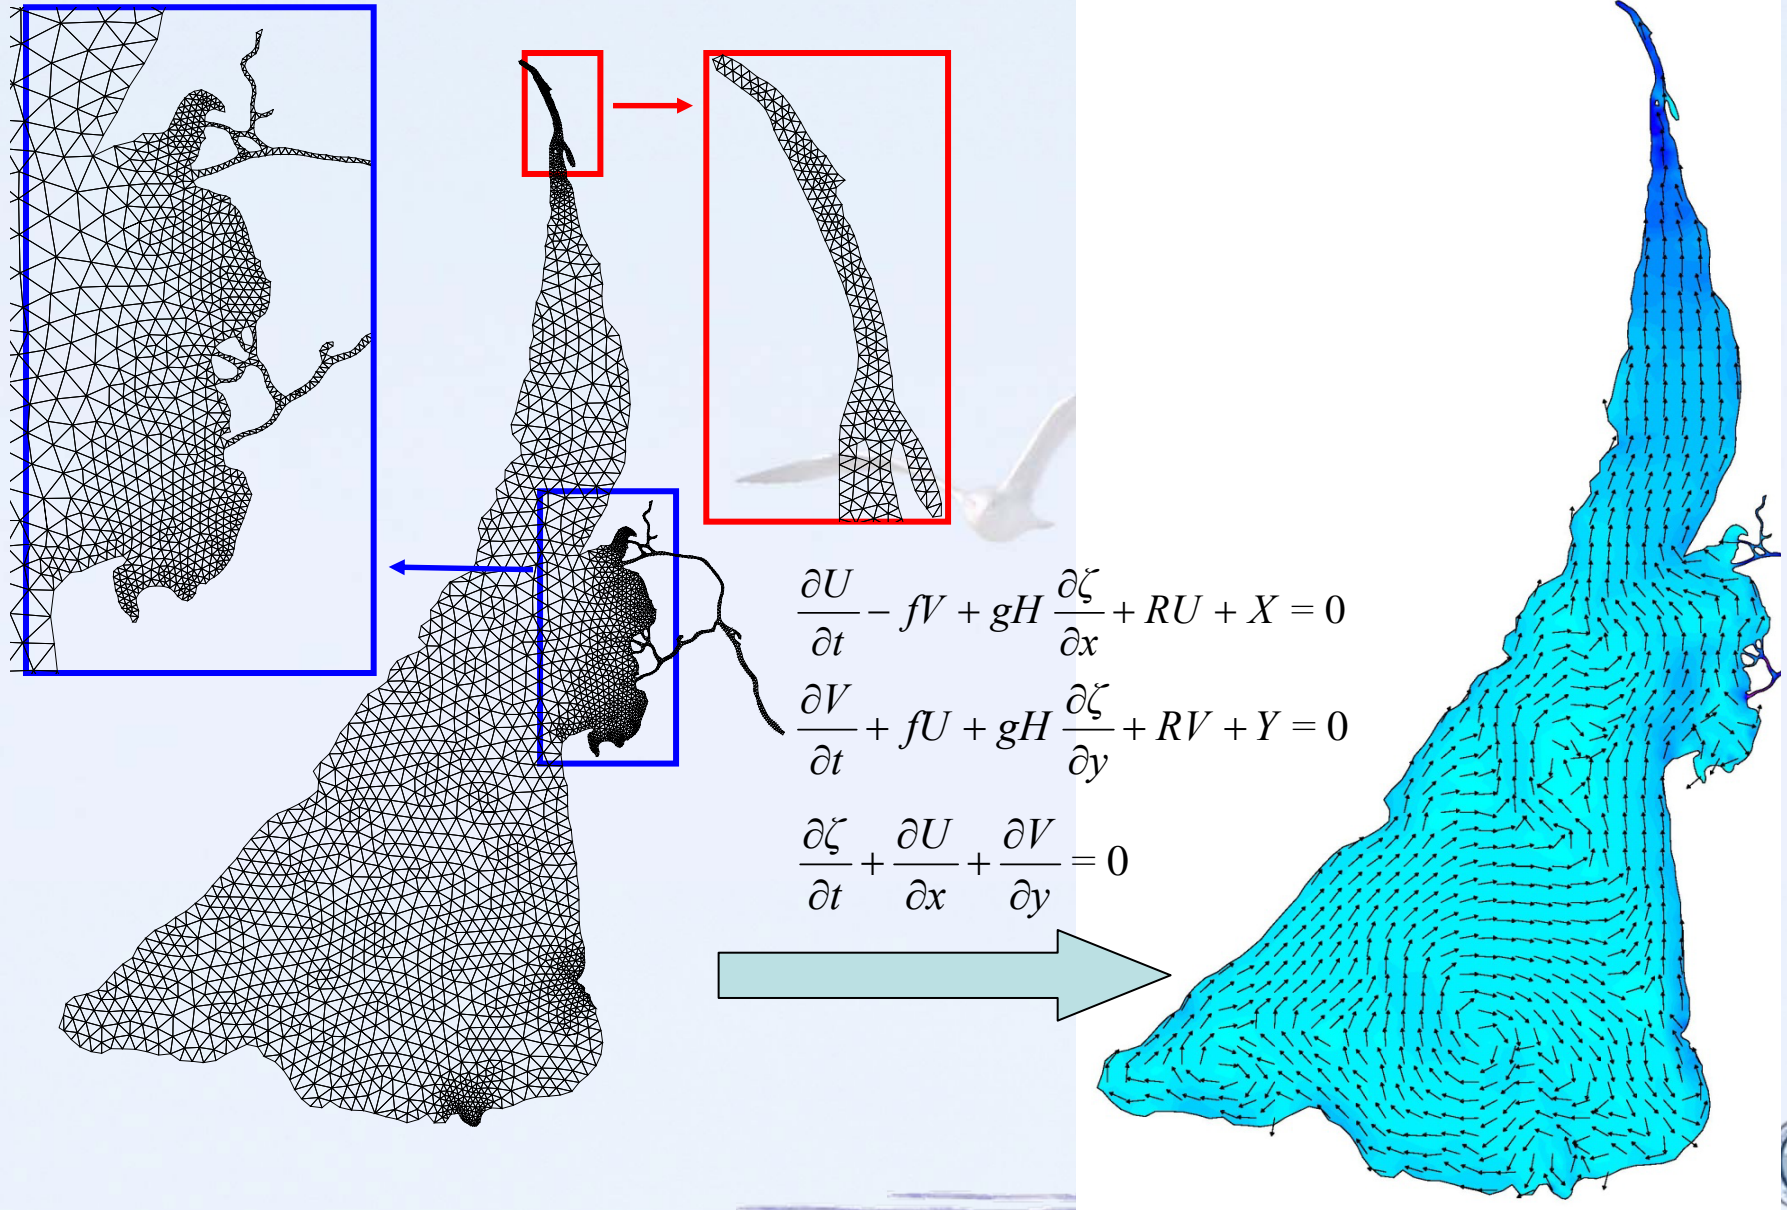 ∂U/∂t − fV + gH ∂ζ/∂x + RU + X = 0
∂V/∂t + fU + gH ∂ζ/∂y + RV + Y = 0
∂ζ/∂t + ∂U/∂x + ∂V/∂y = 0